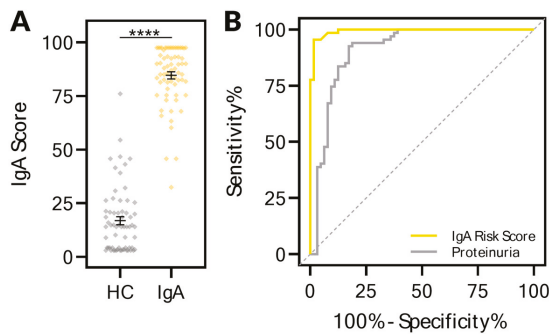 A
****
IgA Score
100
75
50
25
0
HC
IgA
B
Sensitivity%
100
75
50
25
0
IgA Risk Score
Proteinuria
0
25
50
75
100
100% - Specificity%